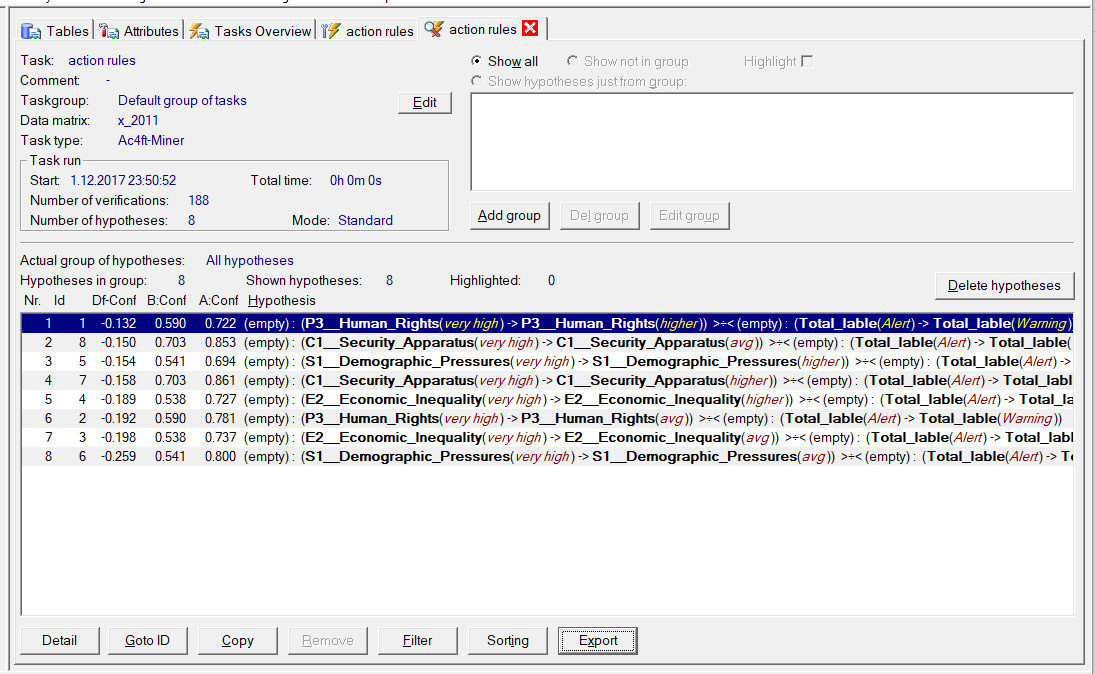 Tables Attributes Tasks Overview action rules action rules
Task: action rules
Comment: -
Taskgroup: Default group of tasks
Data matrix: x_2011
Task type: Ac4ft-Miner
Edit
Task run
Start: 1.12.2017 23:50:52 Total time: 0h 0m 0s
Number of verifications: 188
Number of hypotheses: 8 Mode: Standard
Show all Show not in group Highlight
Show hypotheses just from group:
Add group Del group Edit group
Actual group of hypotheses: All hypotheses
Hypotheses in group: 8 Shown hypotheses: 8 Highlighted: 0
Delete hypotheses
Nr. Id Df-Conf B:Conf A:Conf Hypothesis
1 1 -0.132 0.590 0.722 (empty) : (P3__Human_Rights(very high) -> P3__Human_Rights(higher)) >÷< (empty) : (Total_lable(Alert) -> Total_lable(Warning)
2 8 -0.150 0.703 0.853 (empty) : (C1__Security_Apparatus(very high) -> C1__Security_Apparatus(avg)) >÷< (empty) : (Total_lable(Alert) -> Total_lable(
3 5 -0.154 0.541 0.694 (empty) : (S1__Demographic_Pressures(very high) -> S1__Demographic_Pressures(higher)) >÷< (empty) : (Total_lable(Alert) ->
4 7 -0.158 0.703 0.861 (empty) : (C1__Security_Apparatus(very high) -> C1__Security_Apparatus(higher)) >÷< (empty) : (Total_lable(Alert) -> Total_labl
5 4 -0.189 0.538 0.727 (empty) : (E2__Economic_Inequality(very high) -> E2__Economic_Inequality(higher)) >÷< (empty) : (Total_lable(Alert) -> Total_la
6 2 -0.192 0.590 0.781 (empty) : (P3__Human_Rights(very high) -> P3__Human_Rights(avg)) >÷< (empty) : (Total_lable(Alert) -> Total_lable(Warning))
7 3 -0.198 0.538 0.737 (empty) : (E2__Economic_Inequality(very high) -> E2__Economic_Inequality(avg)) >÷< (empty) : (Total_lable(Alert) -> Total_labl
8 6 -0.259 0.541 0.800 (empty) : (S1__Demographic_Pressures(very high) -> S1__Demographic_Pressures(avg)) >÷< (empty) : (Total_lable(Alert) -> To
Detail Goto ID Copy Remove Filter Sorting Export